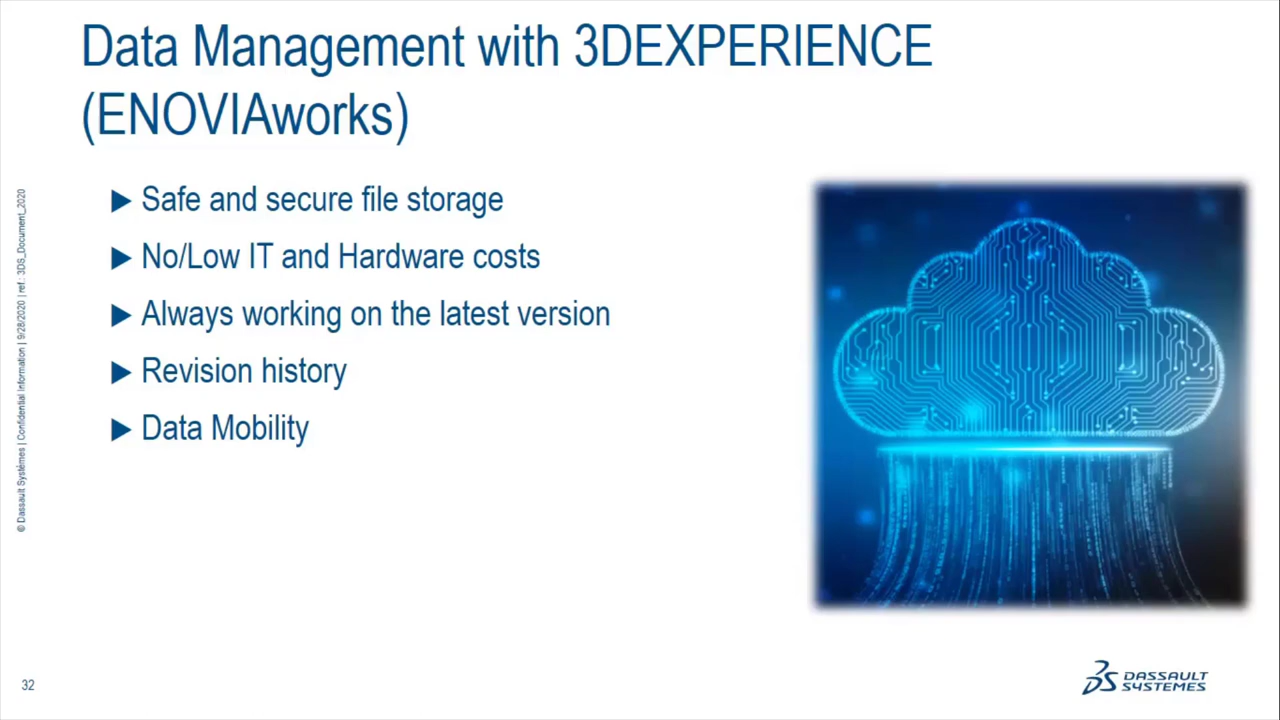 Data Management with 3DEXPERIENCE
(ENOVIAworks)
▶ Safe and secure file storage
▶ No/Low IT and Hardware costs
▶ Always working on the latest version
▶ Revision history
▶ Data Mobility
© Dassault Systèmes | Confidential Information | 9/28/2020 | ref.: 3DS_Document_2020
32
3DS DASSAULT
SYSTEMES